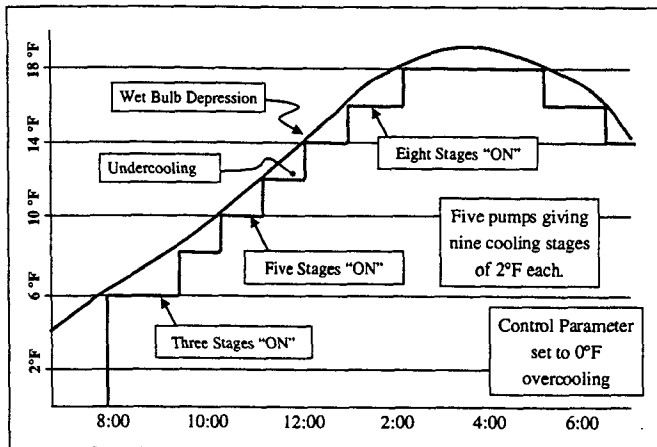 18 °F
14 °F
10 °F
6 °F
2°F
Wet Bulb Depression
Undercooling
Eight Stages "ON"
Five Stages "ON"
Three Stages "ON"
Five pumps giving
nine cooling stages
of 2°F each.
Control Parameter
set to 0°F
overcooling
8:00
10:00
12:00
2:00
4:00
6:00